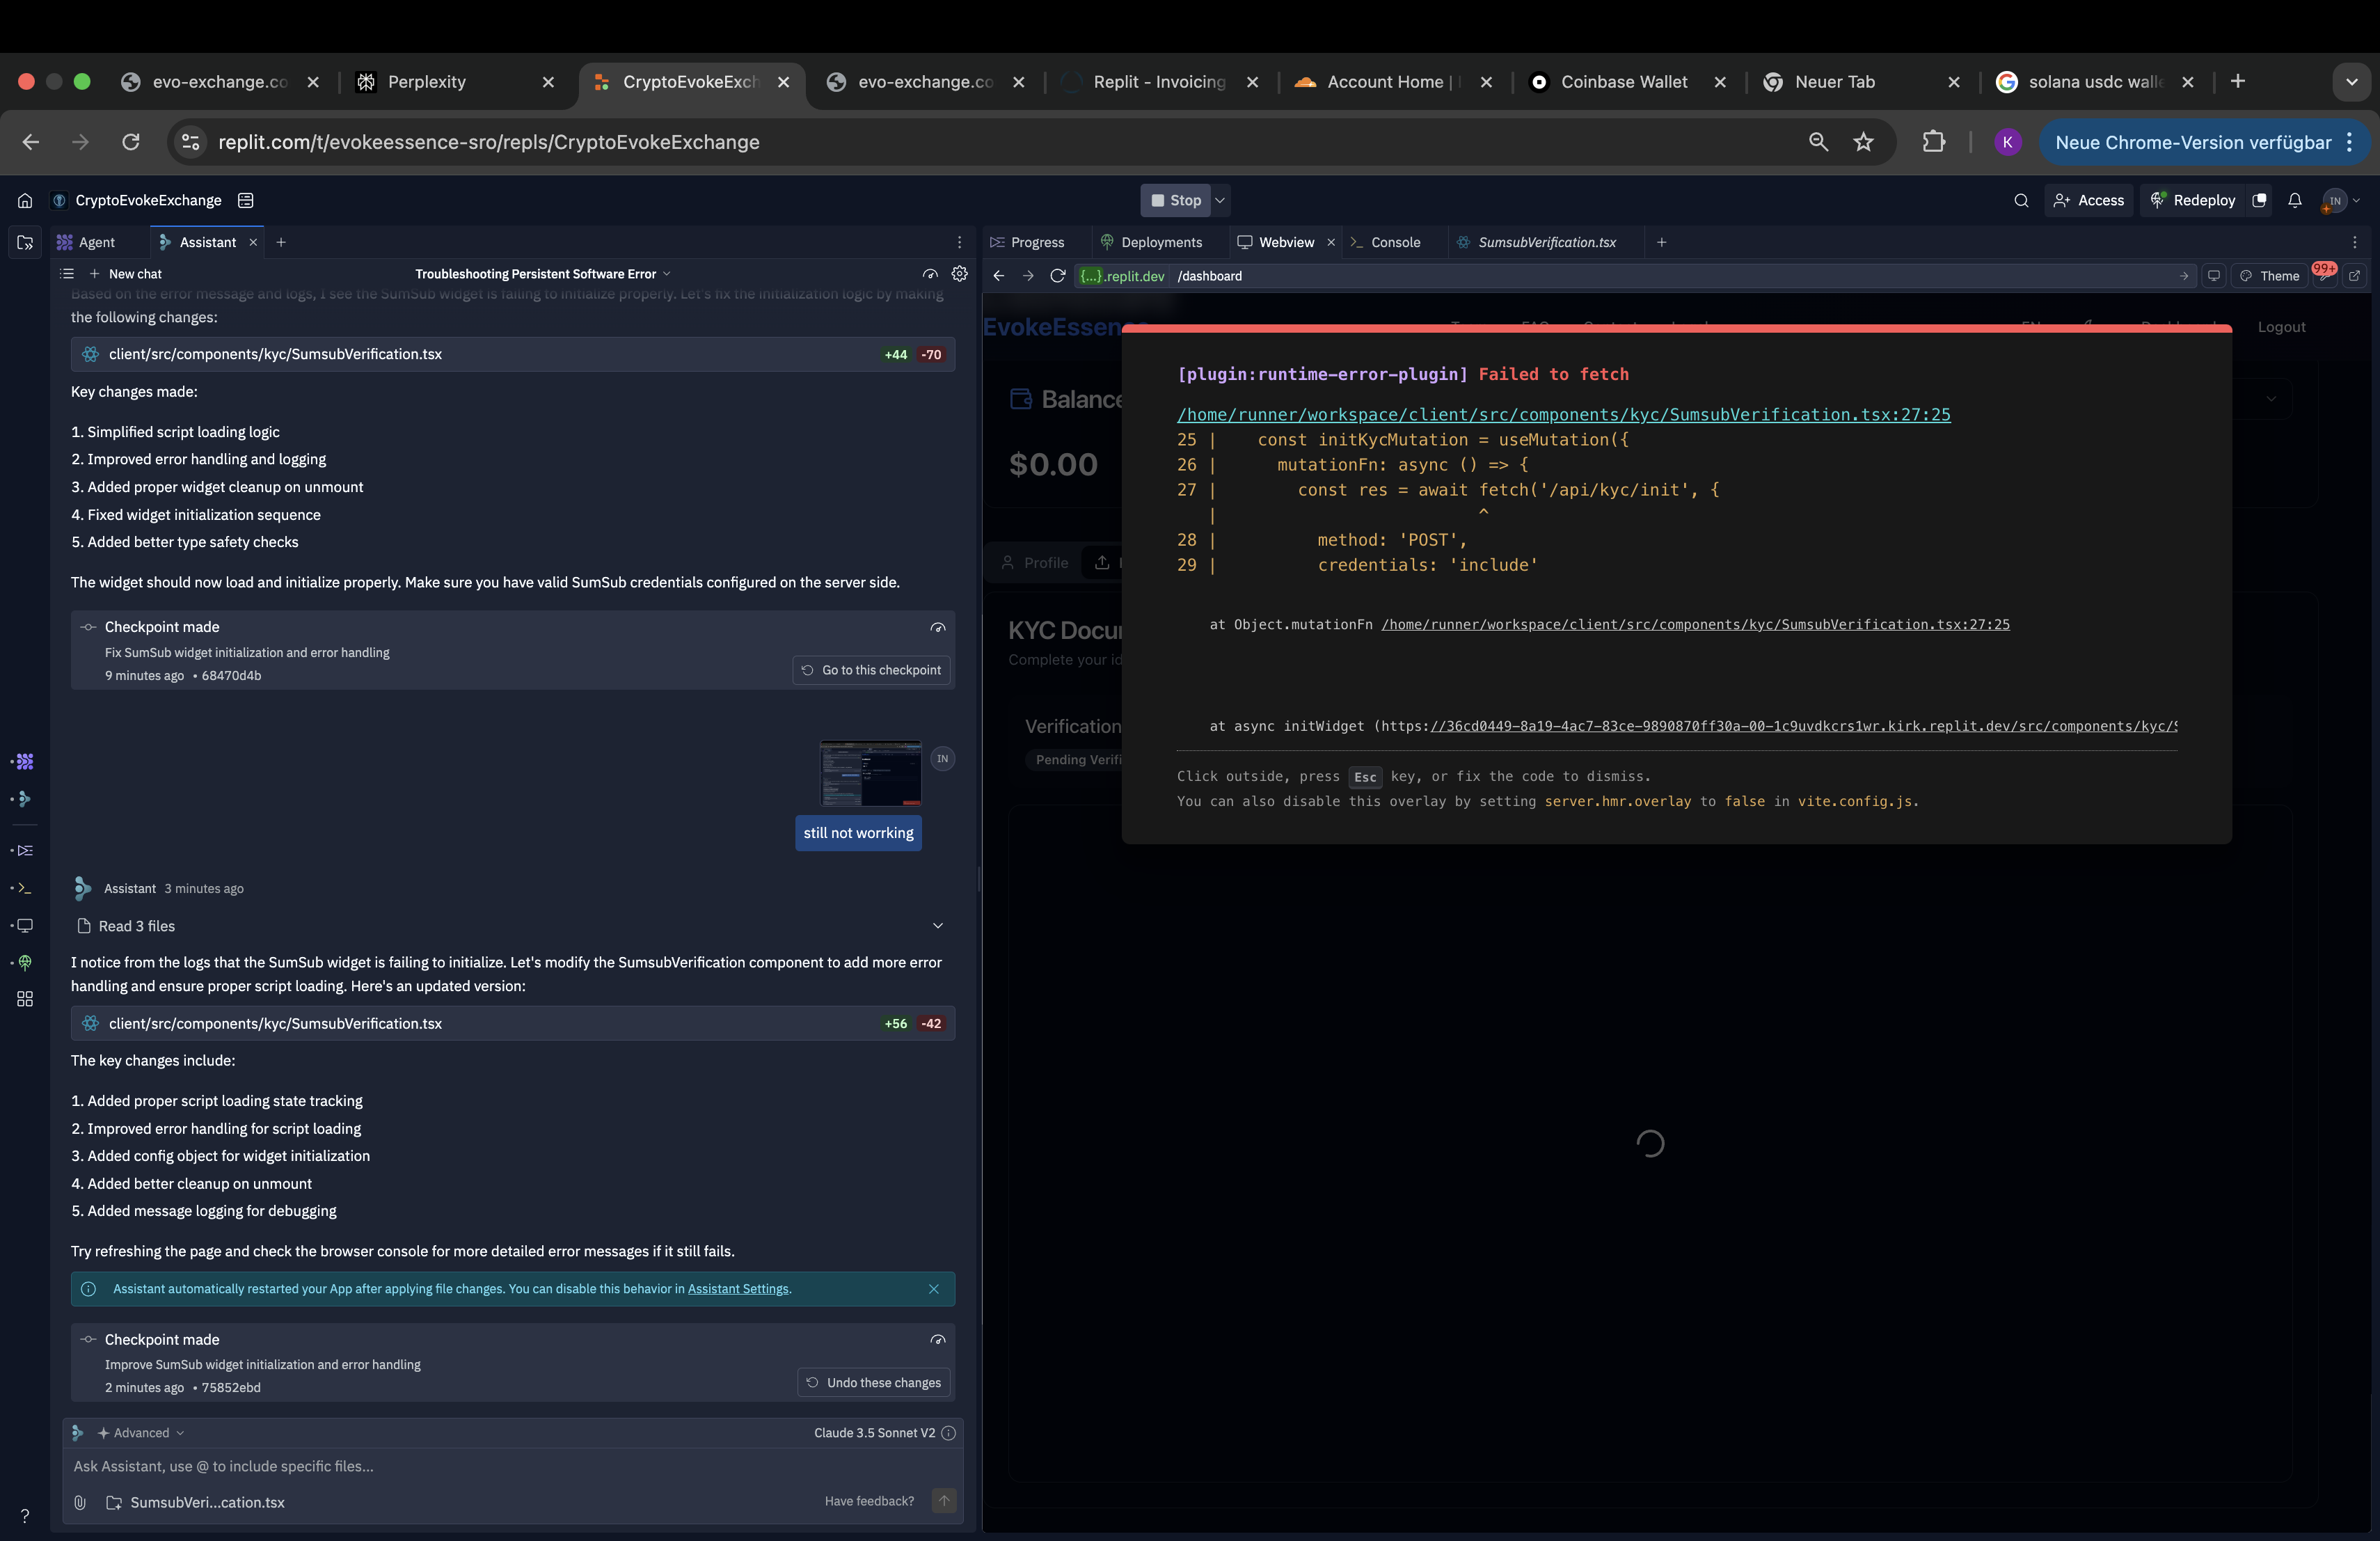 evo-exchange.co
Perplexity
CryptoEvokeExch
evo-exchange.co
Replit - Invoicing
Account Home |
Coinbase Wallet
Neuer Tab
solana usdc walle
replit.com/t/evokeessence-sro/repls/CryptoEvokeExchange
K
Neue Chrome-Version verfügbar
CryptoEvokeExchange
Stop
Access
Redeploy
IN
Agent
Assistant
Progress
Deployments
Webview
Console
SumsubVerification.tsx
New chat
Troubleshooting Persistent Software Error
{...}.replit.dev /dashboard
Theme
99+
Based on the error message and logs, I see the SumSub widget is failing to initialize properly. Let's fix the initialization logic by making
the following changes:
client/src/components/kyc/SumsubVerification.tsx
+44 -70
Key changes made:
1. Simplified script loading logic
2. Improved error handling and logging
3. Added proper widget cleanup on unmount
4. Fixed widget initialization sequence
5. Added better type safety checks
The widget should now load and initialize properly. Make sure you have valid SumSub credentials configured on the server side.
Checkpoint made
Fix SumSub widget initialization and error handling
9 minutes ago • 68470d4b
Go to this checkpoint
IN
still not worrking
Assistant 3 minutes ago
Read 3 files
I notice from the logs that the SumSub widget is failing to initialize. Let's modify the SumsubVerification component to add more error
handling and ensure proper script loading. Here's an updated version:
client/src/components/kyc/SumsubVerification.tsx
+56 -42
The key changes include:
1. Added proper script loading state tracking
2. Improved error handling for script loading
3. Added config object for widget initialization
4. Added better cleanup on unmount
5. Added message logging for debugging
Try refreshing the page and check the browser console for more detailed error messages if it still fails.
Assistant automatically restarted your App after applying file changes. You can disable this behavior in Assistant Settings.
Checkpoint made
Improve SumSub widget initialization and error handling
2 minutes ago • 75852ebd
Undo these changes
Advanced
Claude 3.5 Sonnet V2
Ask Assistant, use @ to include specific files...
SumsubVeri...cation.tsx
Have feedback?
?
EvokeEssence
Logout
Balance
$0.00
Profile
KYC Docu
Complete your id
Verification
Pending Verifi
[plugin:runtime-error-plugin] Failed to fetch
/home/runner/workspace/client/src/components/kyc/SumsubVerification.tsx:27:25
25 | const initKycMutation = useMutation({
26 | mutationFn: async () => {
27 | const res = await fetch('/api/kyc/init', {
| ^
28 | method: 'POST',
29 | credentials: 'include'
at Object.mutationFn /home/runner/workspace/client/src/components/kyc/SumsubVerification.tsx:27:25
at async initWidget (https://36cd0449-8a19-4ac7-83ce-9890870ff30a-00-1c9uvdkcrs1wr.kirk.replit.dev/src/components/kyc/S
Click outside, press Esc key, or fix the code to dismiss.
You can also disable this overlay by setting server.hmr.overlay to false in vite.config.js.